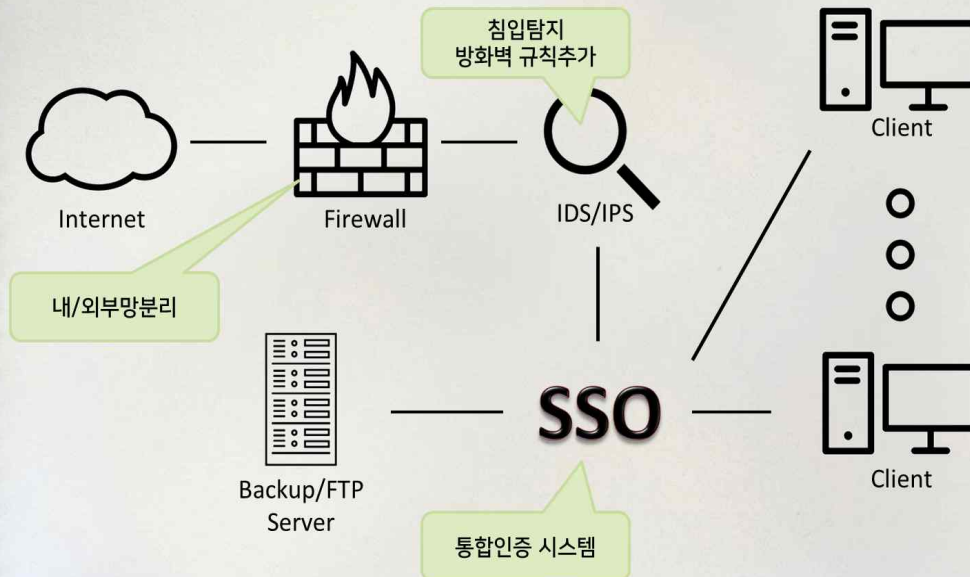 침입탐지
방화벽 규칙추가
Client
Internet
Firewall
IDS/IPS
내/외부망분리
SSO
Backup/FTP
Server
Client
통합인증 시스템